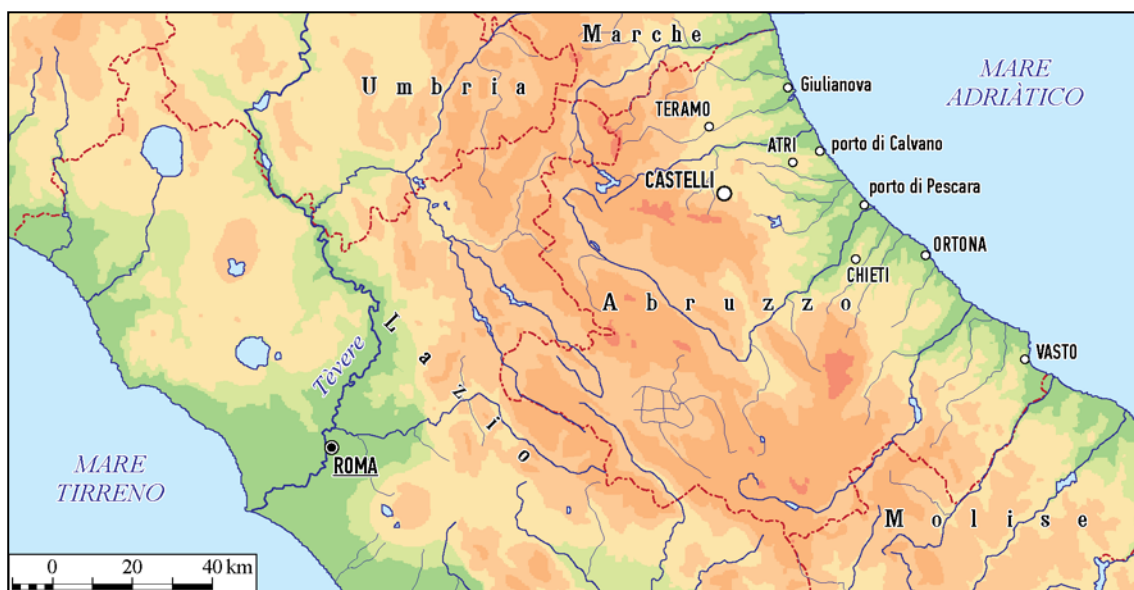 Marche
MARE
ADRIÀTICO
Umbria
Giulianova
TERAMO
ATRI
porto di Calvano
CASTELLI
porto di Pescara
ORTONA
CHIETI
Abruzzo
Lazio
Tèvere
VASTO
ROMA
MARE
TIRRENO
Molise
0 20 40 km